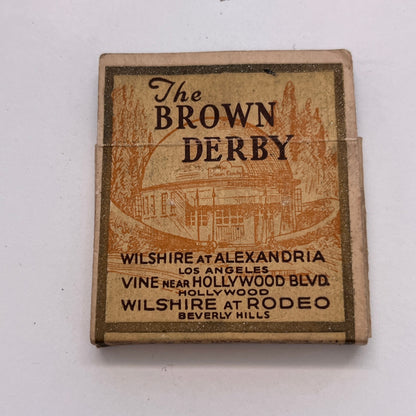 The
BROWN
DERBY
WILSHIRE AT ALEXANDRIA
LOS ANGELES
VINE NEAR HOLLYWOOD BLVD.
HOLLYWOOD
WILSHIRE AT RODEO
BEVERLY HILLS